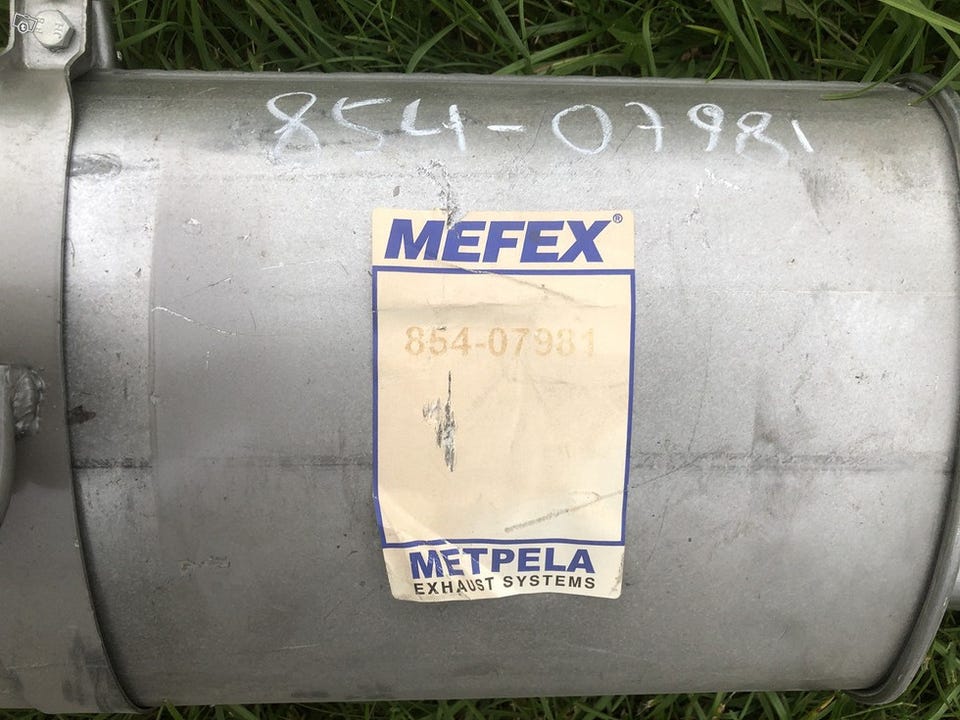 854-07981
MEFEX®
854-07981
METPELA
EXHAUST SYSTEMS